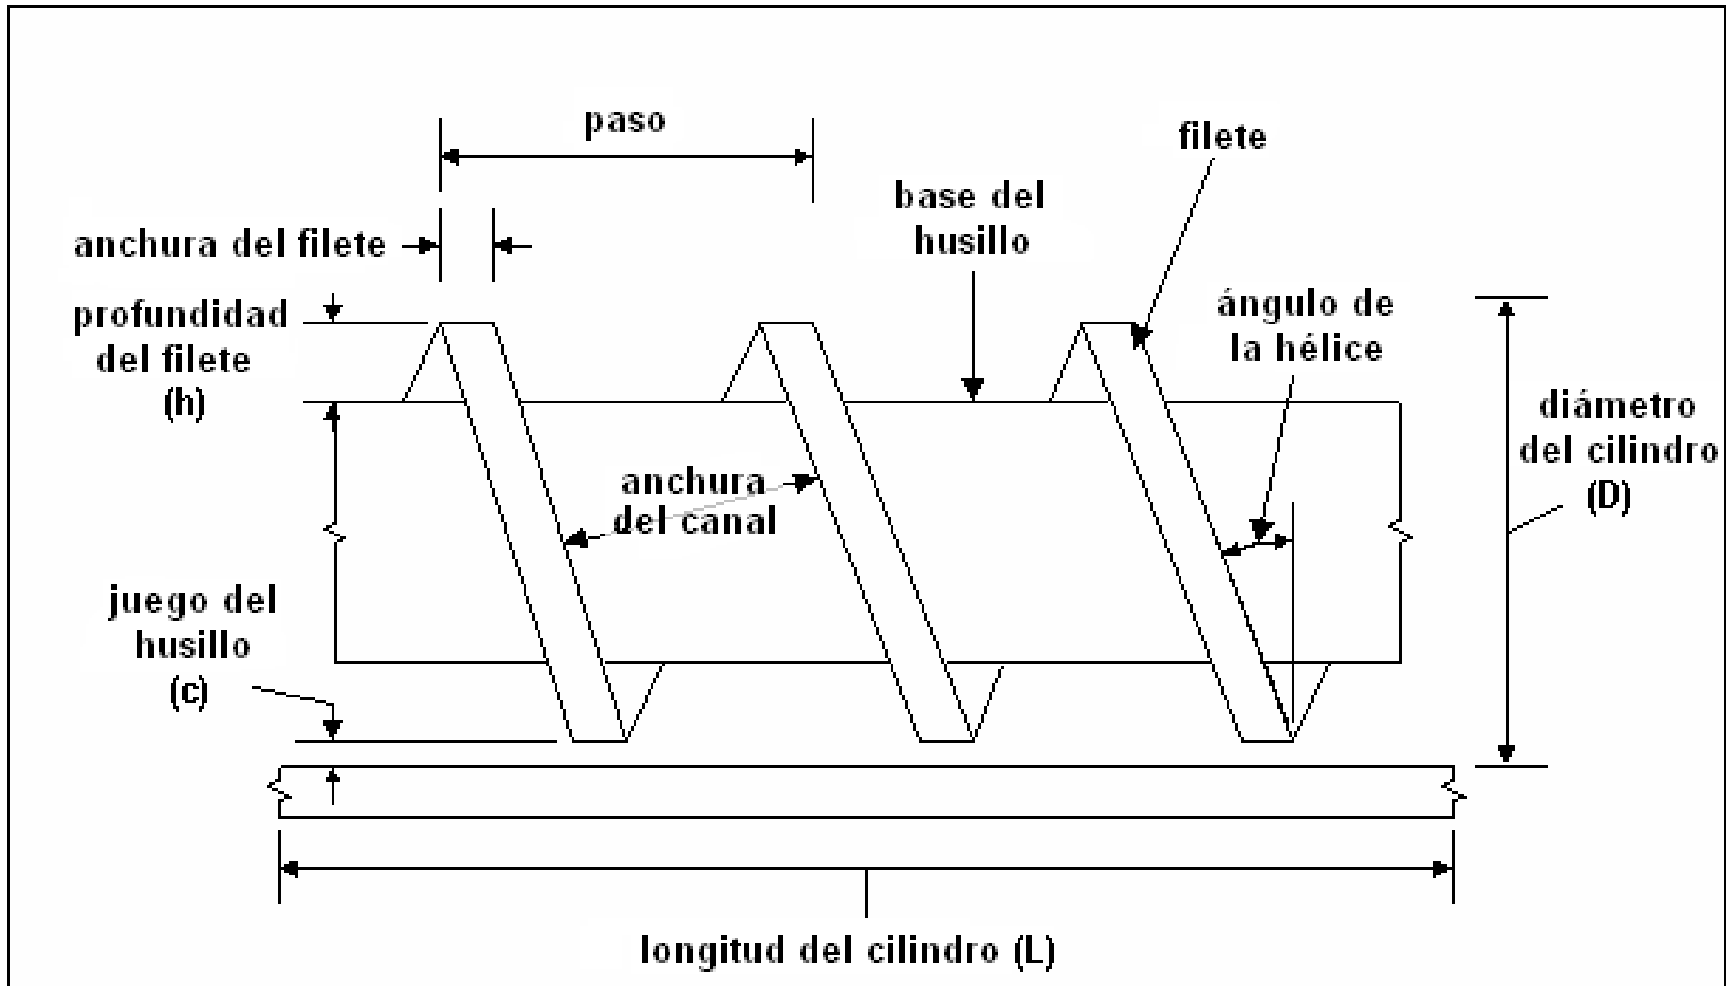 paso
filete
base del
husillo
anchura del filete
profundidad
del filete
(h)
ángulo de
la hélice
diámetro
del cilindro
(D)
anchura
del canal
juego del
husillo
(c)
longitud del cilindro (L)